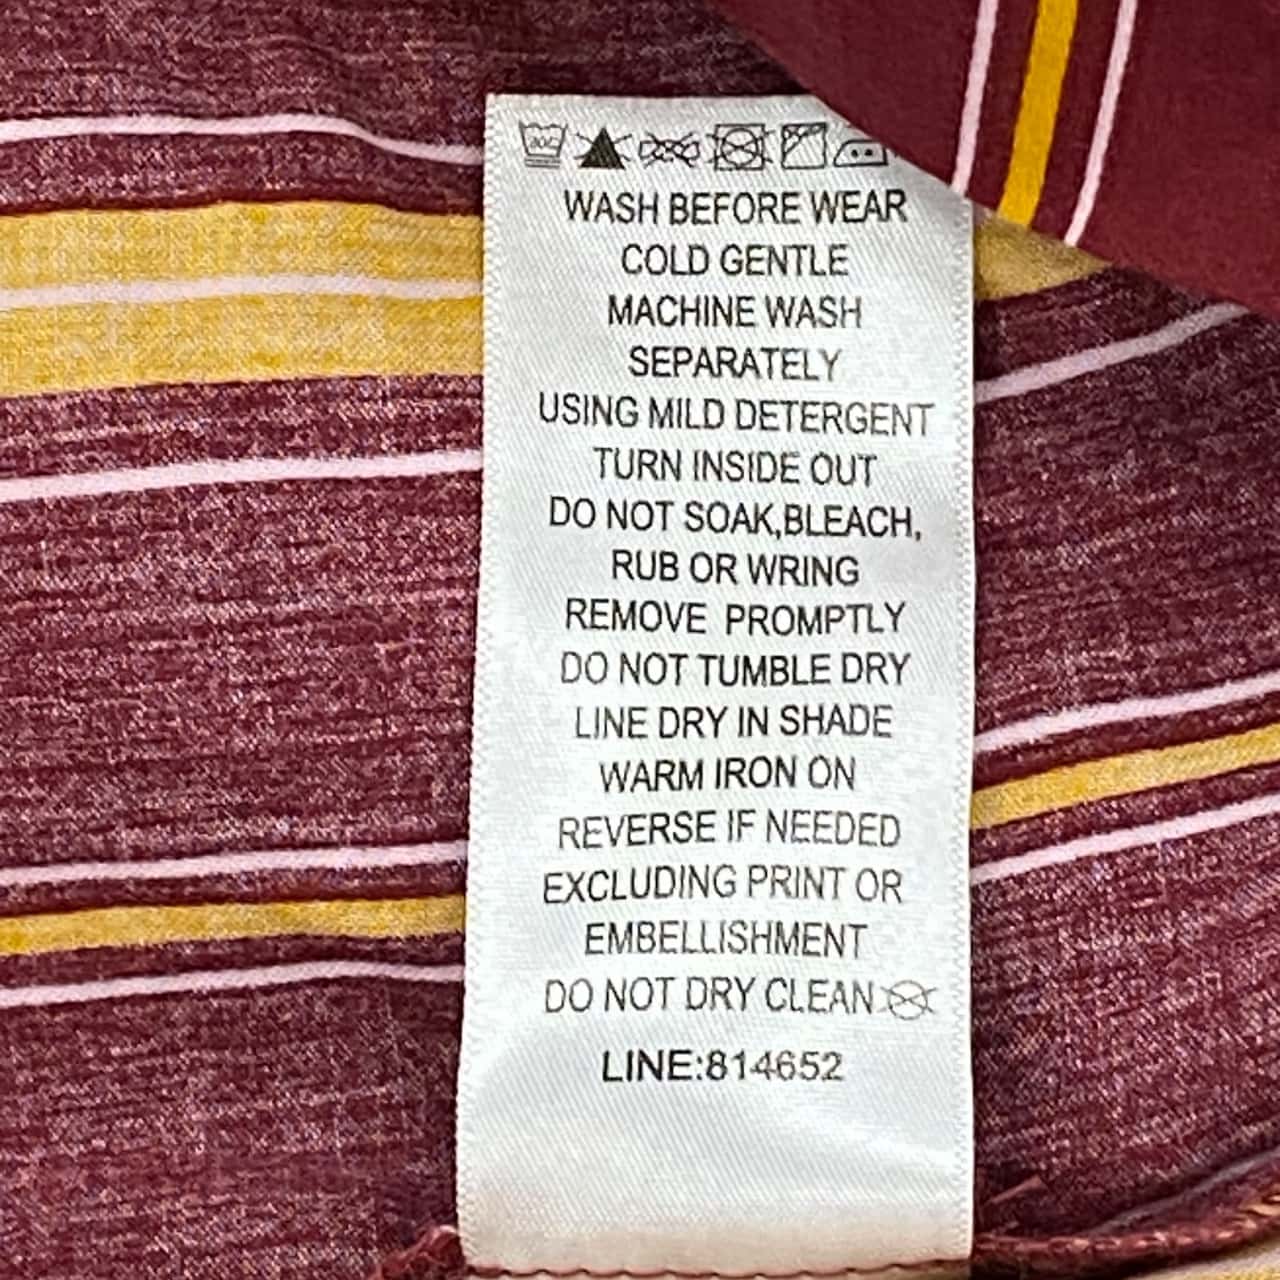 30C
WASH BEFORE WEAR
COLD GENTLE
MACHINE WASH
SEPARATELY
USING MILD DETERGENT
TURN INSIDE OUT
DO NOT SOAK,BLEACH,
RUB OR WRING
REMOVE PROMPTLY
DO NOT TUMBLE DRY
LINE DRY IN SHADE
WARM IRON ON
REVERSE IF NEEDED
EXCLUDING PRINT OR
EMBELLISHMENT
DO NOT DRY CLEAN
LINE:814652